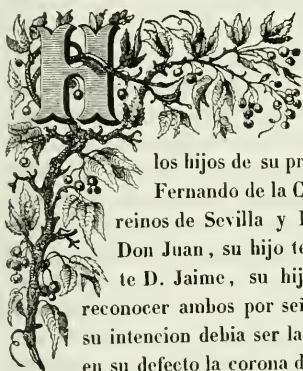 H
los hijos de su pr
Fernando de la C
reinos de Sevilla y
Don Juan, su hijo te
te D. Jaime, su hij
reconocer ambos por se
su intencion debia ser la
en su defecto la corona d